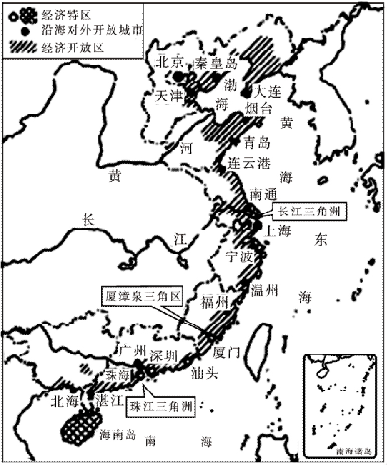 经济特区
沿海对外开放城市
经济开放区
北京
秦皇岛
天津
渤
海
大连
烟台
黄
海
青岛
连云港
河
黄
南通
长江三角洲
上海
东
海
长
江
宁波
温州
厦漳泉三角区
福州
厦门
广州
深圳
珠海
汕头
珠江三角洲
北海
湛江
海南岛
南
海
南海诸岛